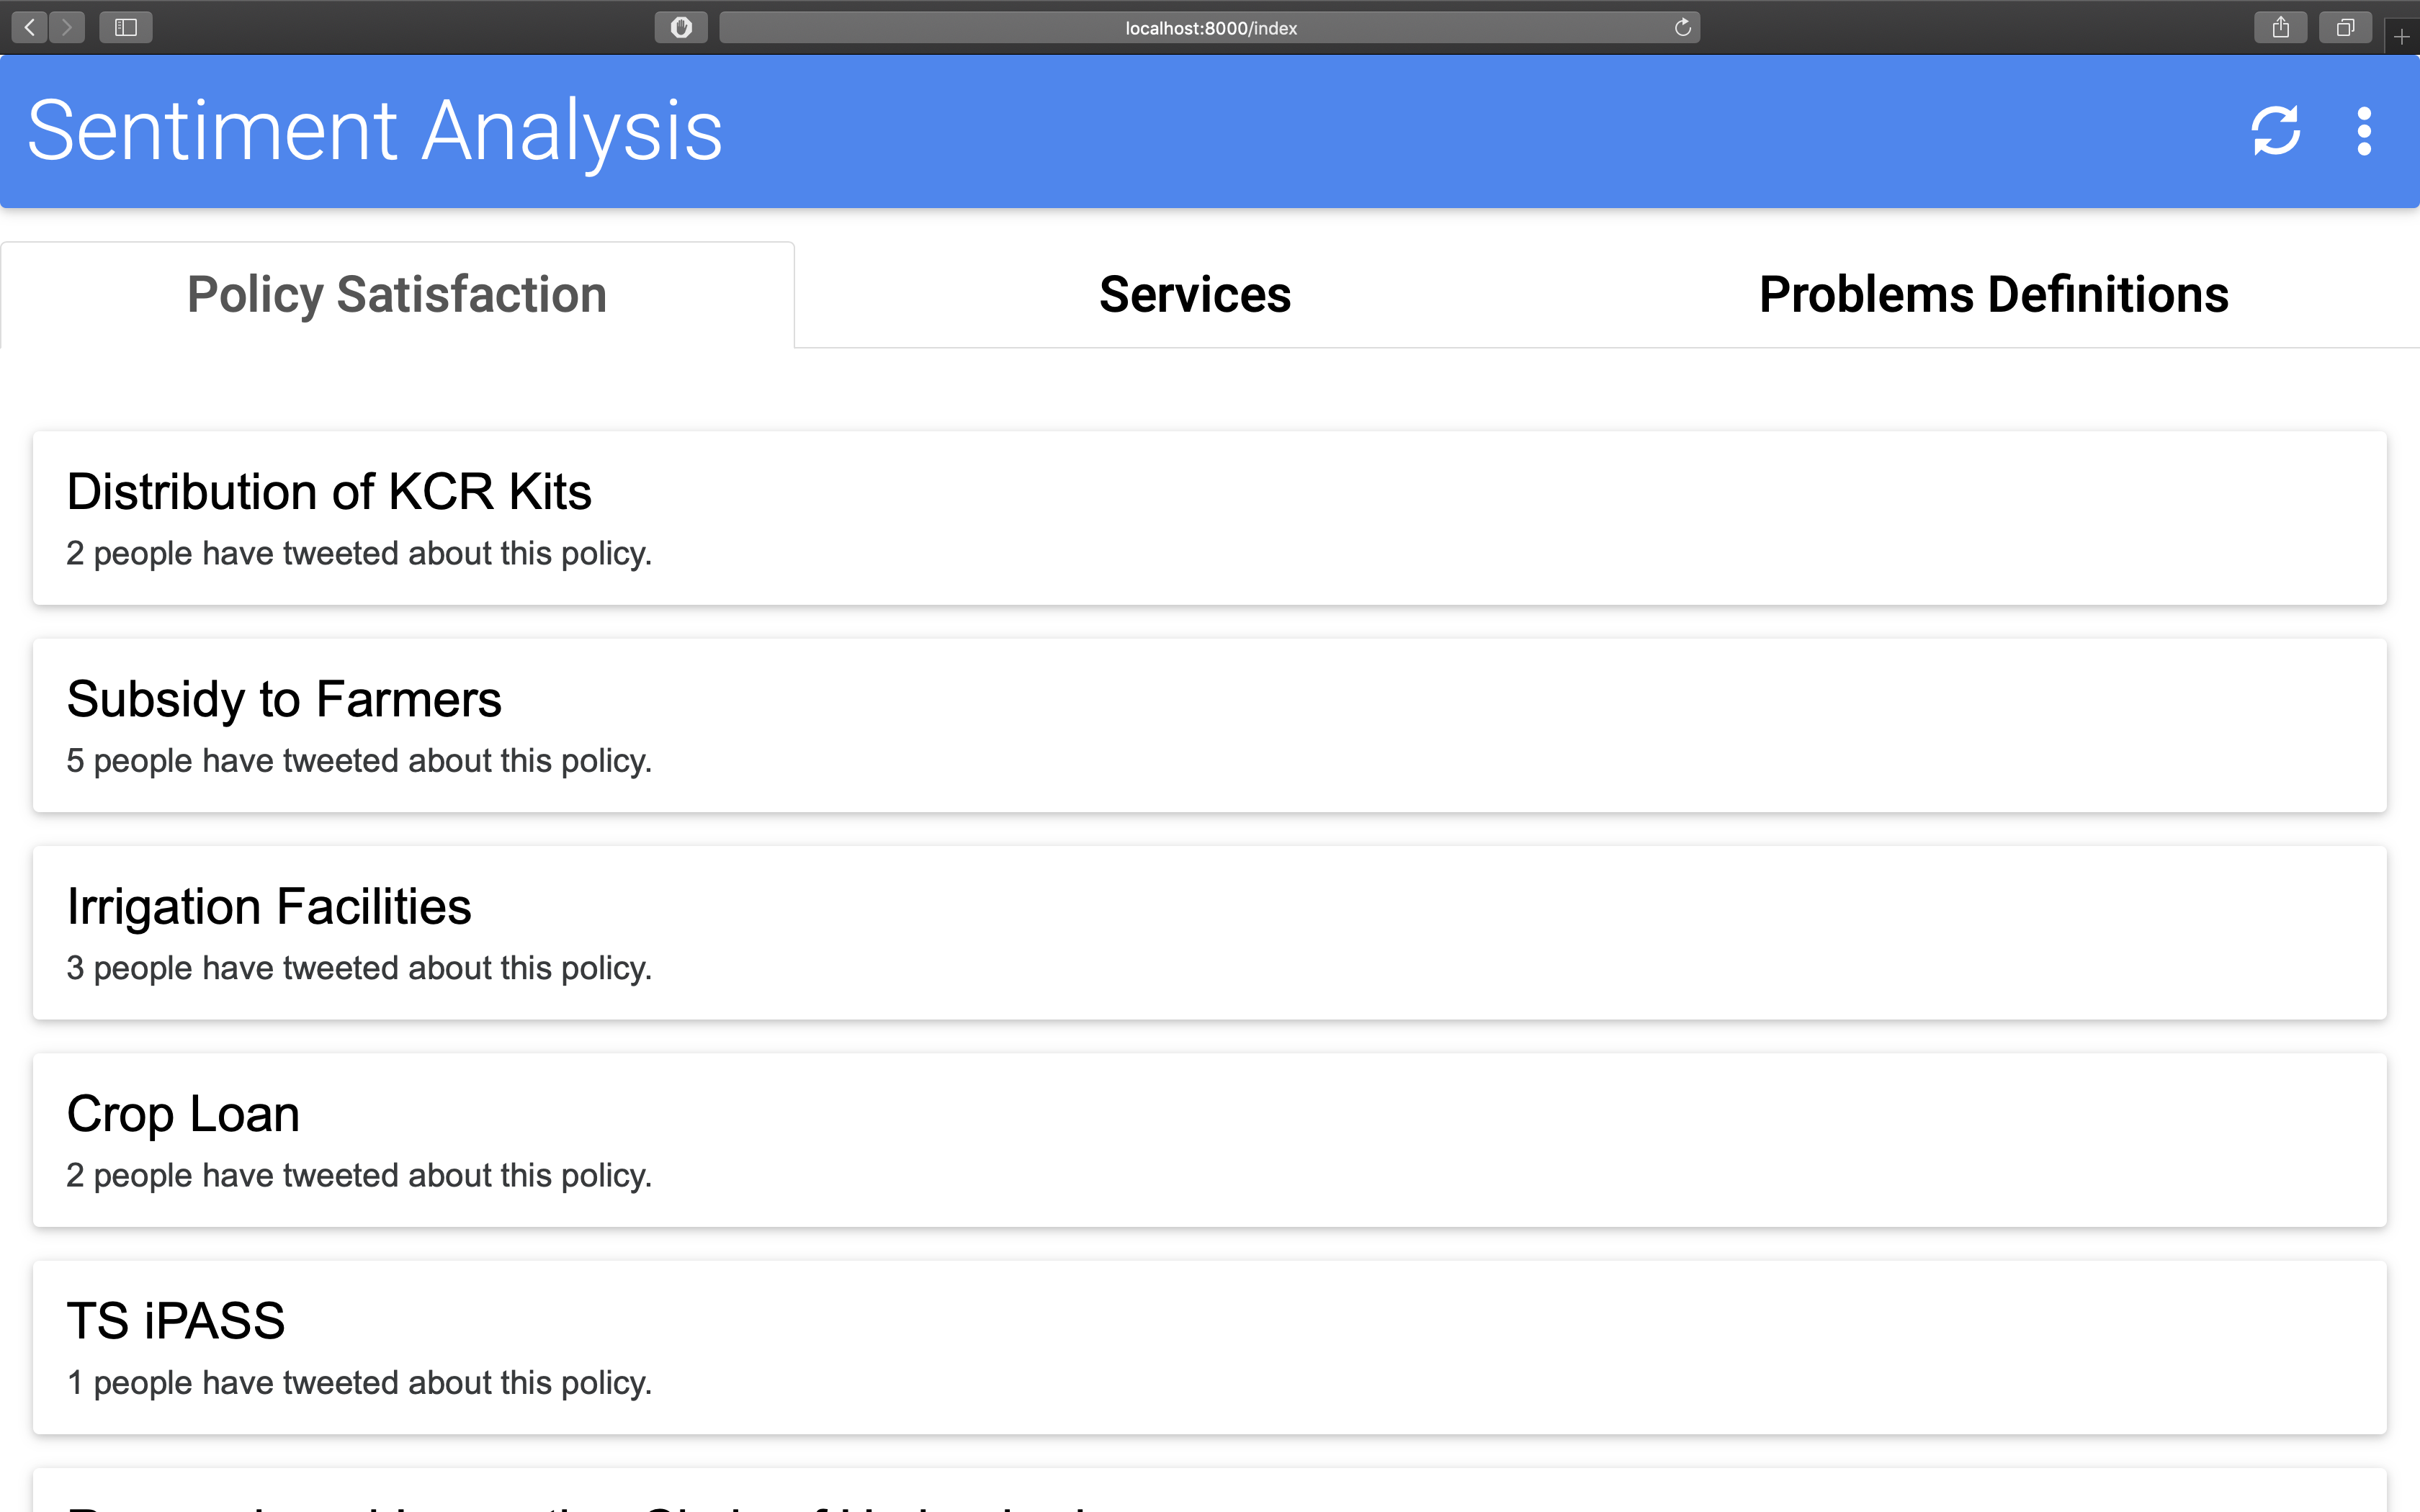 localhost:8000/index
Sentiment Analysis
Policy Satisfaction
Services
Problems Definitions
Distribution of KCR Kits
2 people have tweeted about this policy.
Subsidy to Farmers
5 people have tweeted about this policy.
Irrigation Facilities
3 people have tweeted about this policy.
Crop Loan
2 people have tweeted about this policy.
TS iPASS
1 people have tweeted about this policy.